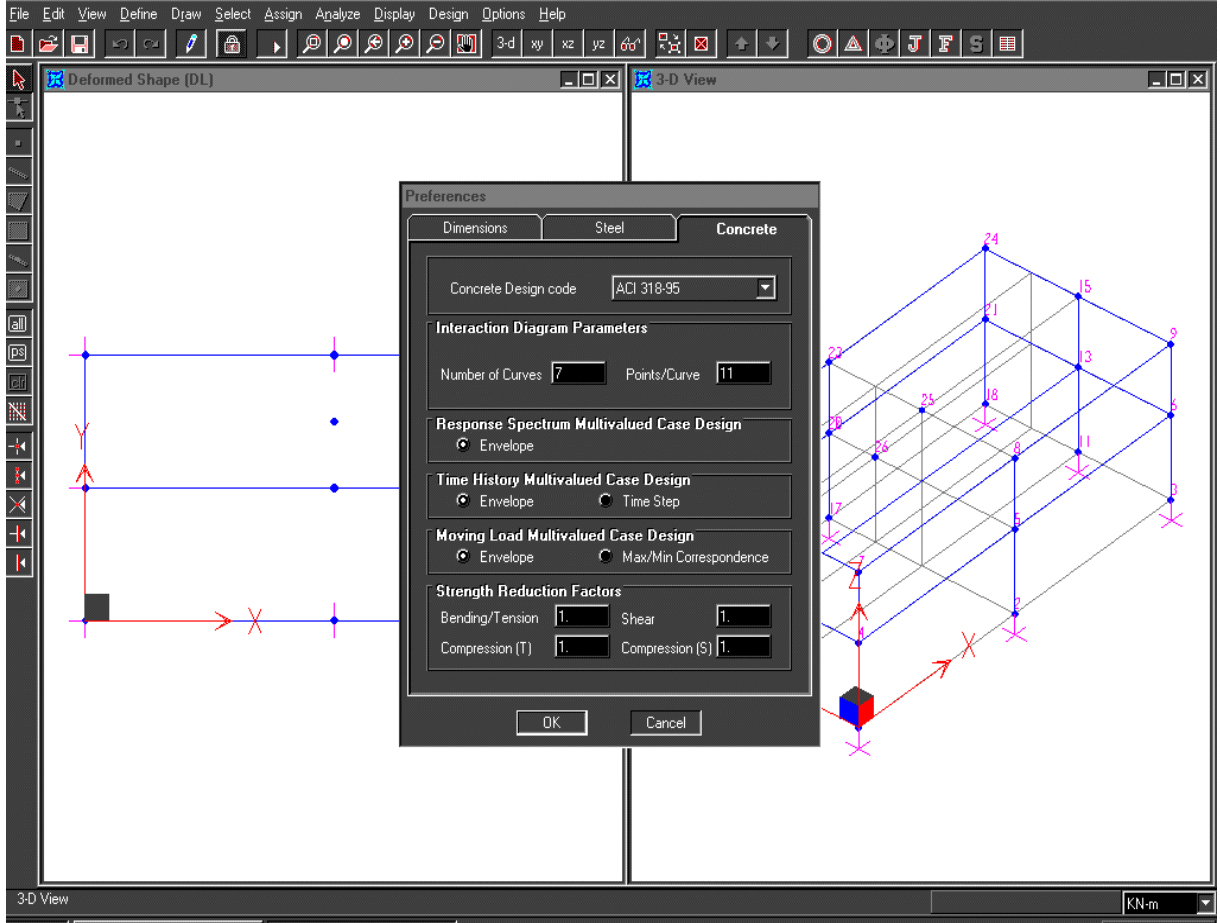 File Edit View Define Draw Select Assign Analyze Display Design Options Help
3-d xy xz yz
J F S
Deformed Shape (DL)
3-D View
all
ps
clr
Y
X
Preferences
Dimensions Steel Concrete
Concrete Design code ACI 318-95
Interaction Diagram Parameters
Number of Curves 7 Points/Curve 11
Response Spectrum Multivalued Case Design
Envelope
Time History Multivalued Case Design
Envelope Time Step
Moving Load Multivalued Case Design
Envelope Max/Min Correspondence
Strength Reduction Factors
Bending/Tension 1. Shear 1.
Compression (T) 1. Compression (S) 1.
OK Cancel
24
15
21
9
23
13
25
18
6
26
8
11
17
5
3
7
Z
2
4
X
3-D View
KN-m